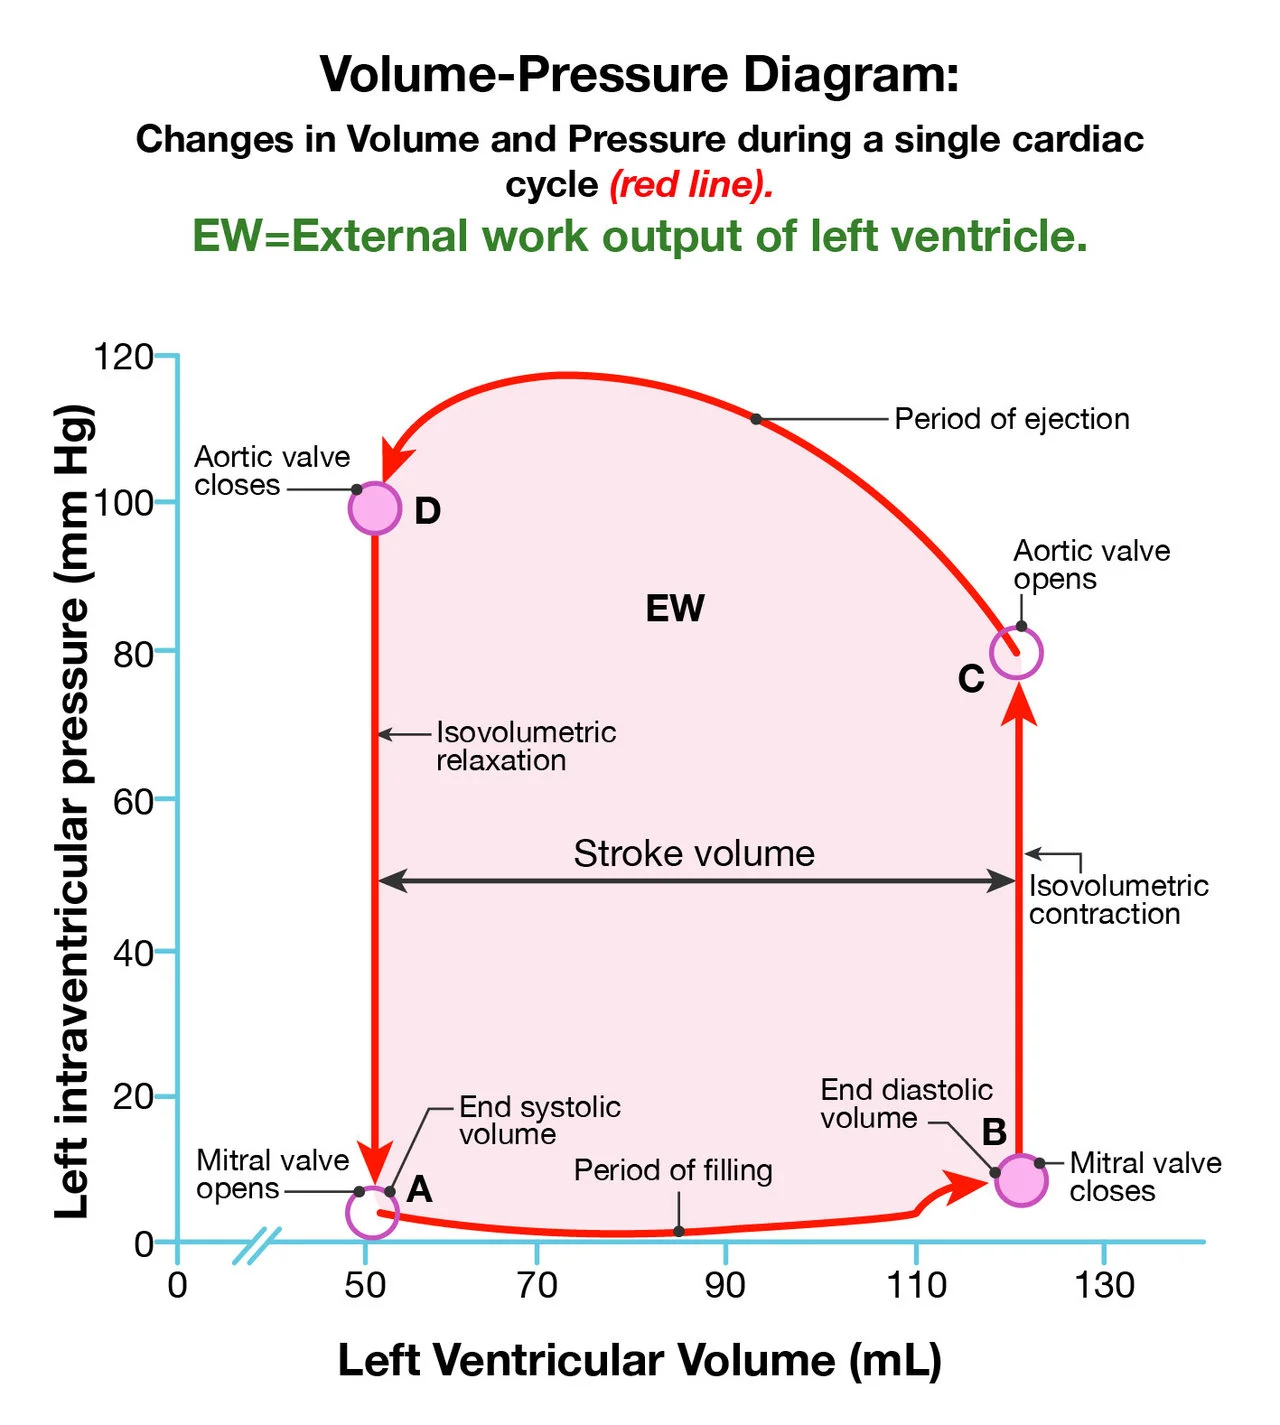 Volume-Pressure Diagram:
Changes in Volume and Pressure during a single cardiac
cycle (red line).
EW=External work output of left ventricle.
Left intraventricular pressure (mm Hg)
120
100
80
60
40
20
0
Period of ejection
Aortic valve
closes
D
Aortic valve
opens
EW
C
Isovolumetric
relaxation
Stroke volume
Isovolumetric
contraction
End diastolic
volume
End systolic
volume
B
Mitral valve
opens
A
Period of filling
Mitral valve
closes
0
50
70
90
110
130
Left Ventricular Volume (mL)